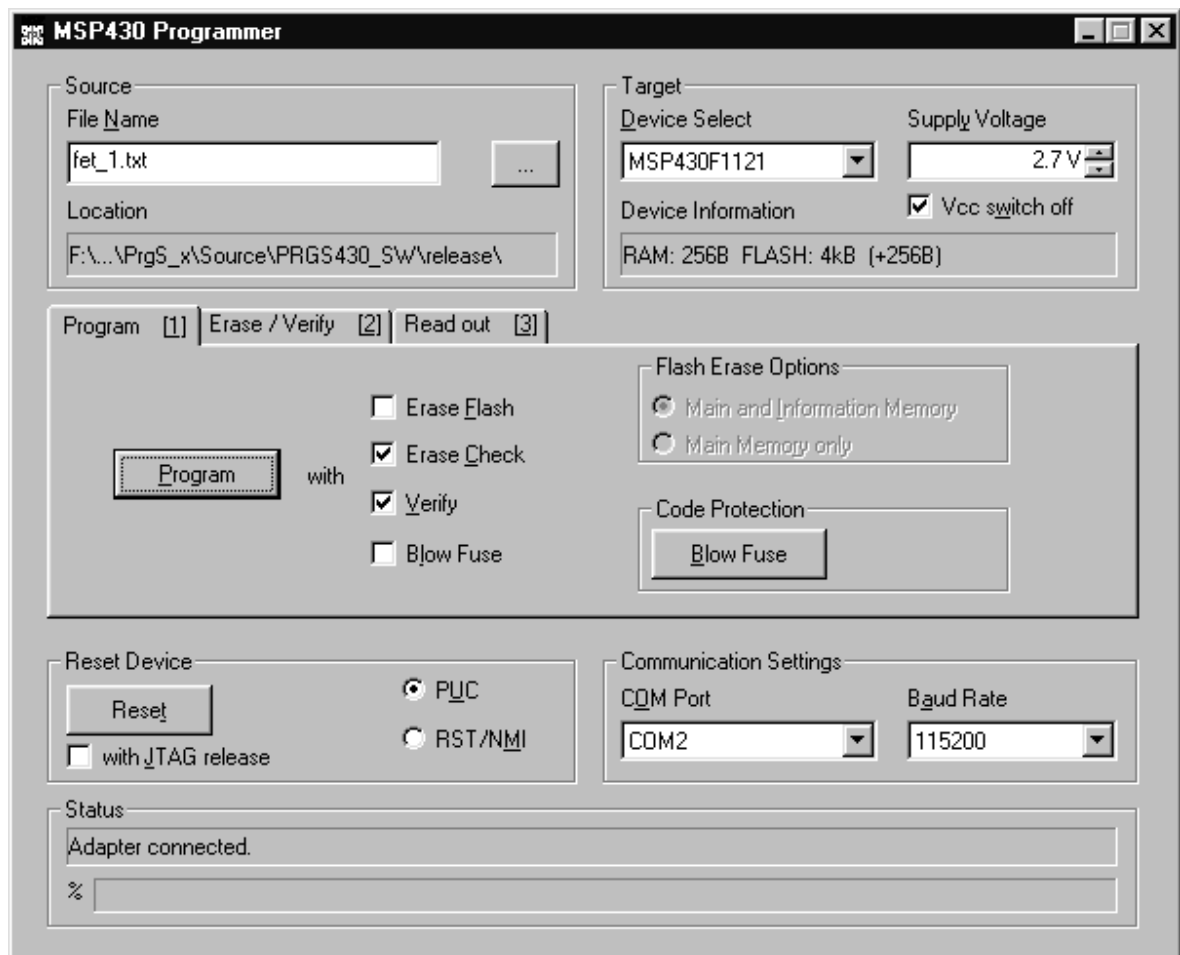 MSP430 Programmer
Source
File Name
fet_1.txt
...
Location
F:\...\PrgS_x\Source\PRGS430_SW\release\
Target
Device Select
Supply Voltage
MSP430F1121
2.7 V
Device Information
Vcc switch off
RAM: 256B FLASH: 4kB (+256B)
Program [1]
Erase / Verify [2]
Read out [3]
Program
with
Erase Flash
Erase Check
Verify
Blow Fuse
Flash Erase Options
Main and Information Memory
Main Memory only
Code Protection
Blow Fuse
Reset Device
Reset
with JTAG release
PUC
RST/NMI
Communication Settings
COM Port
Baud Rate
COM2
115200
Status
Adapter connected.
%